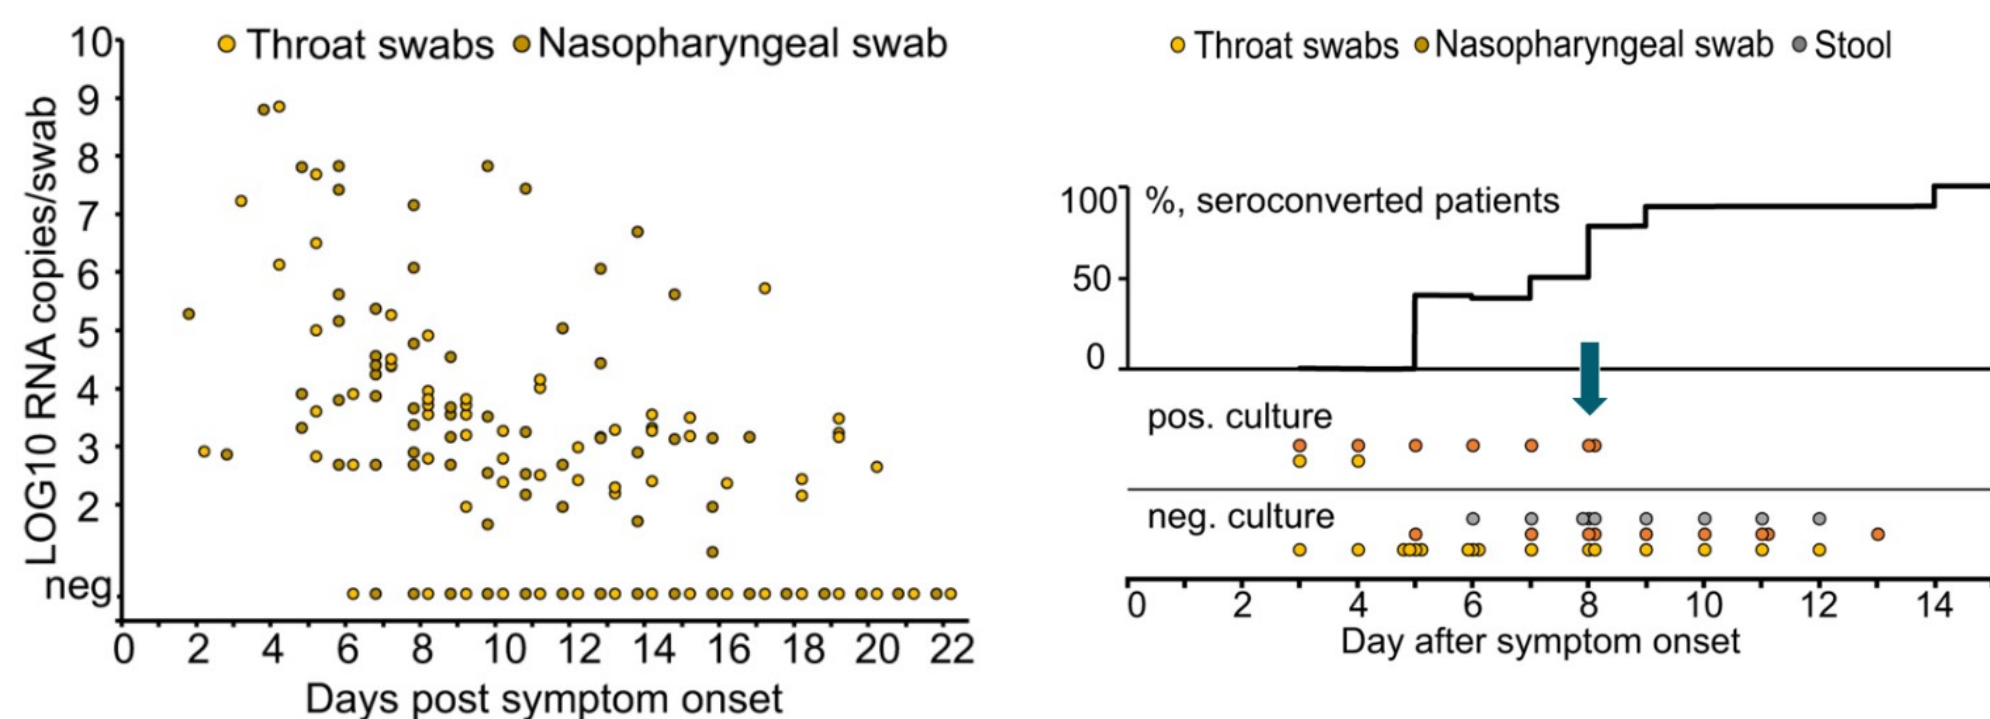 Throat swabs Nasopharyngeal swab
LOG10 RNA copies/swab
10
9
8
7
6
5
4
3
2
neg
0 2 4 6 8 10 12 14 16 18 20 22
Days post symptom onset
Throat swabs Nasopharyngeal swab Stool
100
50
0
%, seroconverted patients
pos. culture
neg. culture
0 2 4 6 8 10 12 14
Day after symptom onset